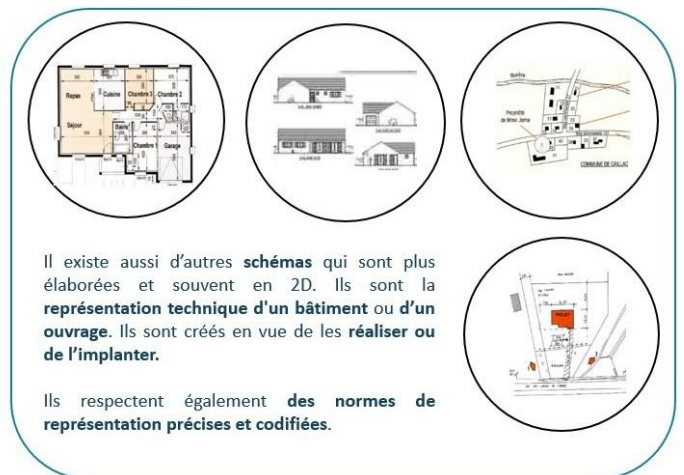 Repas
Cuisine
Chambre 3
Chambre 2
Séjour
Bains
Chambre 1
Garage
Propriété
de Mme Jema
COMMUNE DE GAILLAC
PROJET
Il existe aussi d'autres schémas qui sont plus
élaborées et souvent en 2D. Ils sont la
représentation technique d'un bâtiment ou d'un
ouvrage. Ils sont créés en vue de les réaliser ou
de l'implanter.
Ils respectent également des normes de
représentation précises et codifiées.